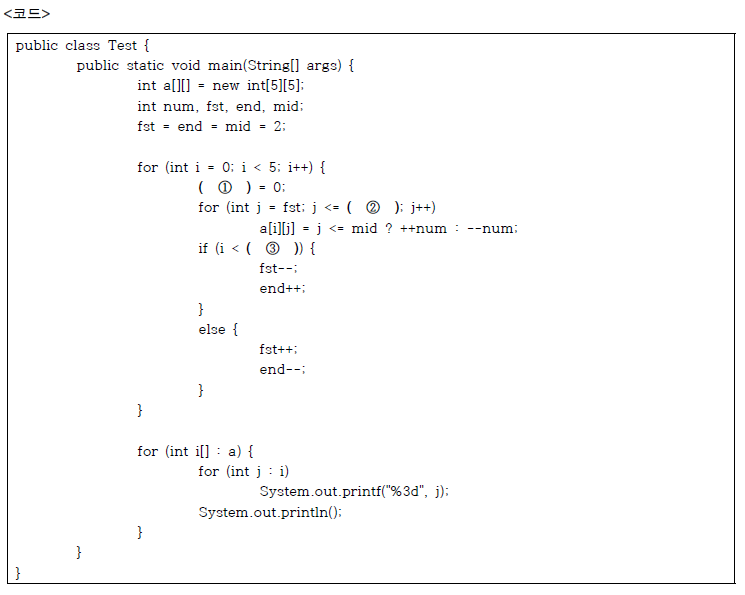 <코드>
public class Test {
public static void main(String[] args) {
int a[][] = new int[5][5];
int num, fst, end, mid;
fst = end = mid = 2;
for (int i = 0; i < 5; i++) {
( ① ) = 0;
for (int j = fst; j <= ( ② ); j++)
a[i][j] = j <= mid ? ++num : --num;
if (i < ( ③ )) {
fst--;
end++;
}
else {
fst++;
end--;
}
}
for (int i[] : a) {
for (int j : i)
System.out.printf("%3d", j);
System.out.println();
}
}
}